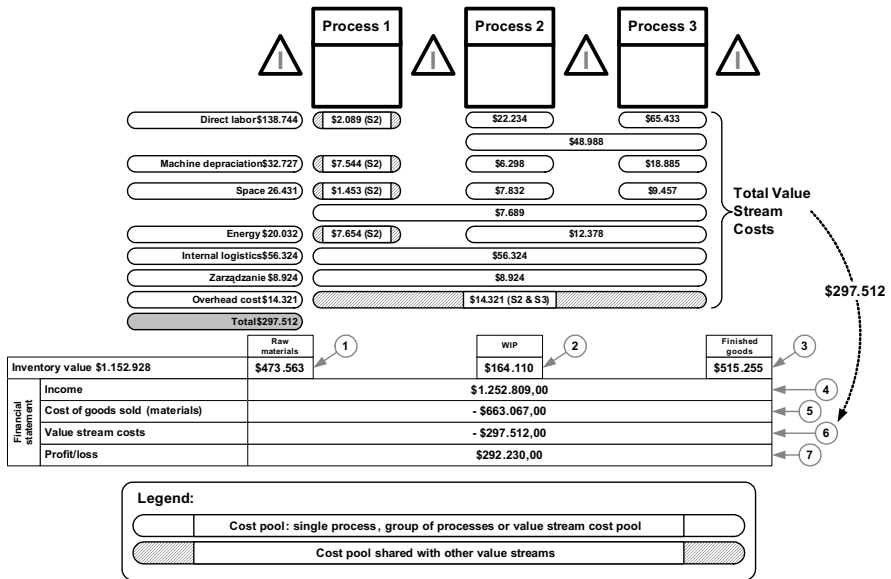 Process 1
Process 2
Process 3
I
I
I
I
Direct labor$138.744
$2.089 (S2)
$22.234
$65.433
$48.988
Machine depraciation$32.727
$7.544 (S2)
$6.298
$18.885
Space 26.431
$1.453 (S2)
$7.832
$9.457
$7.689
Energy $20.032
$7.654 (S2)
$12.378
Internal logistics$56.324
$56.324
Zarządzanie $8.924
$8.924
Overhead cost$14.321
$14.321 (S2 & S3)
Total$297.512
Total Value
Stream
Costs
$297.512
Raw
materials
1
WIP
2
Finished
goods
3
Inventory value $1.152.928
$473.563
$164.110
$515.255
Financial
statement
Income
$1.252.809,00
4
Cost of goods sold (materials)
- $663.067,00
5
Value stream costs
- $297.512,00
6
Profit/loss
$292.230,00
7
Legend:
Cost pool: single process, group of processes or value stream cost pool
Cost pool shared with other value streams